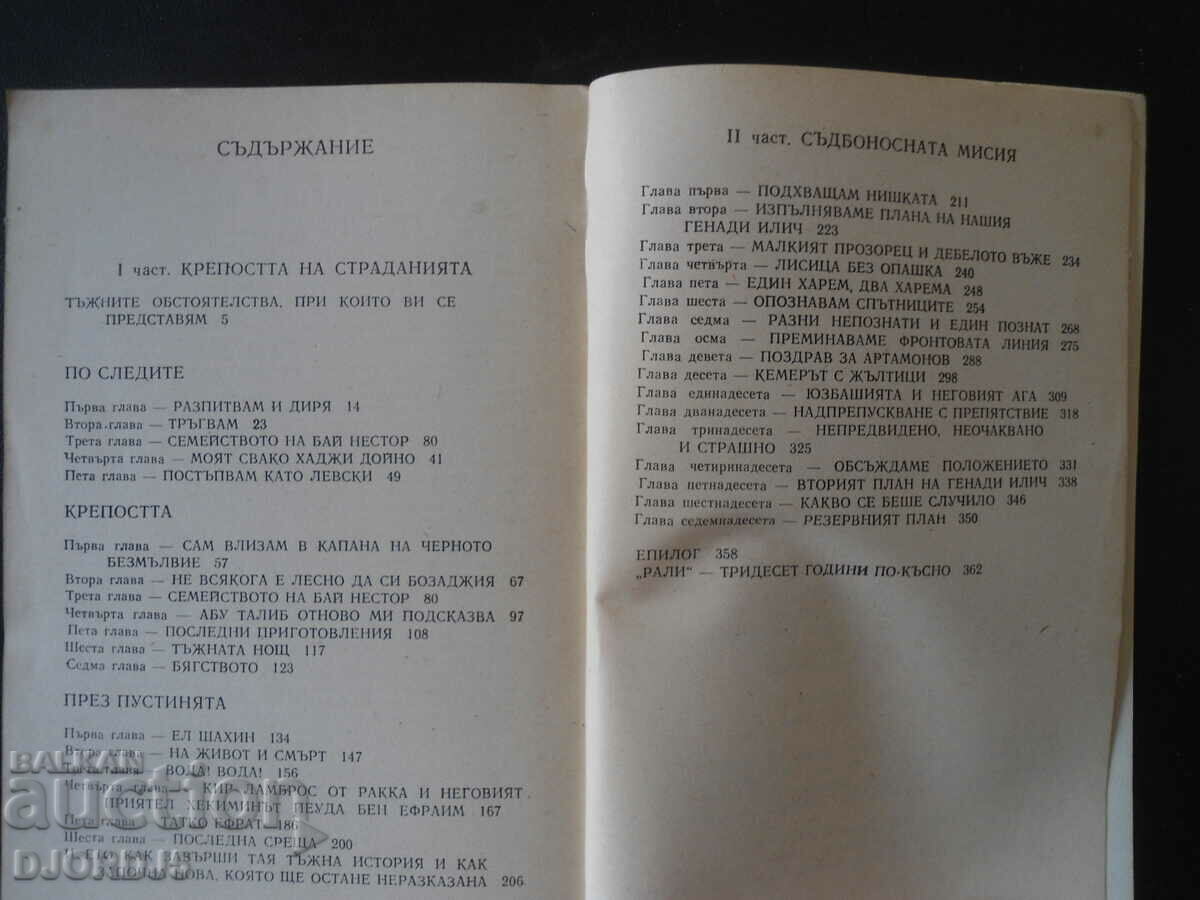 СЪДЪРЖАНИЕ
I част. КРЕПОСТТА НА СТРАДАНИЯТА
ТЪЖНИТЕ ОБСТОЯТЕЛСТВА, ПРИ КОИТО ВИ СЕ
ПРЕДСТАВЯМ 5
ПО СЛЕДИТЕ
Първа глава — РАЗПИТВАМ И ДИРЯ 14
Втора глава — ТРЪГВАМ 23
Трета глава — СЕМЕЙСТВОТО НА БАЙ НЕСТОР 80
Четвърта глава — МОЯТ СВАКО ХАДЖИ ДОЙНО 41
Пета глава — ПОСТЪПВАМ КАТО ЛЕВСКИ 49
КРЕПОСТТА
Първа глава — САМ ВЛИЗАМ В КАПАНА НА ЧЕРНОТО
БЕЗМЪЛВИЕ 57
Втора глава — НЕ ВСЯКОГА Е ЛЕСНО ДА СИ БОЗАДЖИЯ 67
Трета глава — СЕМЕЙСТВОТО НА БАЙ НЕСТОР 80
Четвърта глава — АБУ ТАЛИБ ОТНОВО МИ ПОДСКАЗВА 97
Пета глава — ПОСЛЕДНИ ПРИГОТОВЛЕНИЯ 108
Шеста глава — ТЪЖНАТА НОЩ 117
Седма глава — БЯГСТВОТО 123
ПРЕЗ ПУСТИНЯТА
Първа глава — ЕЛ ШАХИН 134
Втора глава — НА ЖИВОТ И СМЪРТ 147
Трета глава — ВОДА! ВОДА! 156
Четвърта глава — КИР ЛАМБРОС ОТ РАККА И НЕГОВИЯТ
ПРИЯТЕЛ ХЕКИМИНЪТ ЙЕУДА БЕН ЕФРАИМ 167
Пета глава — ТАТКО ЕФРАТ 186
Шеста глава — ПОСЛЕДНА СРЕЩА 200
И ЕТО КАК ЗАВЪРШИ ТАЯ ТЪЖНА ИСТОРИЯ И КАК
ЗАПОЧНА НОВА, КОЯТО ЩЕ ОСТАНЕ НЕРАЗКАЗАНА 206
II част. СЪДБОНОСНАТА МИСИЯ
Глава първа — ПОДХВАЩАМ НИШКАТА 211
Глава втора — ИЗПЪЛНЯВАМЕ ПЛАНА НА НАШИЯ
ГЕНАДИ ИЛИЧ 223
Глава трета — МАЛКИЯТ ПРОЗОРЕЦ И ДЕБЕЛОТО ВЪЖЕ 234
Глава четвърта — ЛИСИЦА БЕЗ ОПАШКА 240
Глава пета — ЕДИН ХАРЕМ, ДВА ХАРЕМА 248
Глава шеста — ОПОЗНАВАМ СПЪТНИЦИТЕ 254
Глава седма — РАЗНИ НЕПОЗНАТИ И ЕДИН ПОЗНАТ 268
Глава осма — ПРЕМИНАВАМЕ ФРОНТОВАТА ЛИНИЯ 275
Глава девета — ПОЗДРАВ ЗА АРТАМОНОВ 288
Глава десета — КЕМЕРЪТ С ЖЪЛТИЦИ 298
Глава единадесета — ЮЗБАШИЯТА И НЕГОВИЯТ АГА 309
Глава дванадесета — НАДПРЕПУСКВАНЕ С ПРЕПЯТСТВИЕ 318
Глава тринадесета — НЕПРЕДВИДЕНО, НЕОЧАКВАНО
И СТРАШНО 325
Глава четиринадесета — ОБСЪЖДАМЕ ПОЛОЖЕНИЕТО 331
Глава петнадесета — ВТОРИЯТ ПЛАН НА ГЕНАДИ ИЛИЧ 338
Глава шестнадесета — КАКВО СЕ БЕШЕ СЛУЧИЛО 346
Глава седемнадесета — РЕЗЕРВНИЯТ ПЛАН 350
ЕПИЛОГ 358
„РАЛИ“ — ТРИДЕСЕТ ГОДИНИ ПО-КЪСНО 362
BALKAN
auction
DJORDJ5